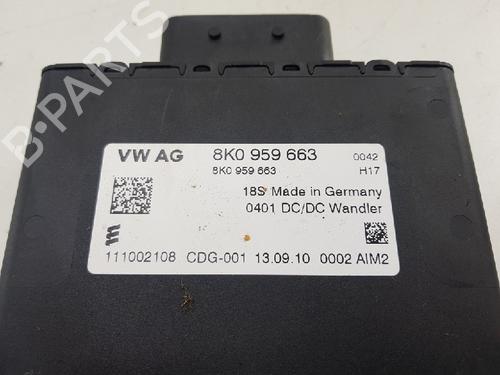 VW AG 8K0 959 663 0042
8K0 959 663 H17
18S Made in Germany
0401 DC/DC Wandler
111002108 CDG-001 13.09.10 0002 AIM2
B-PARTS